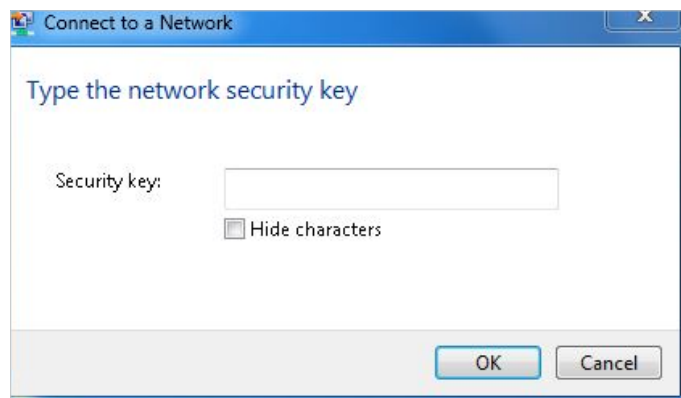 Connect to a Network
X
Type the network security key
Security key:
Hide characters
OK Cancel